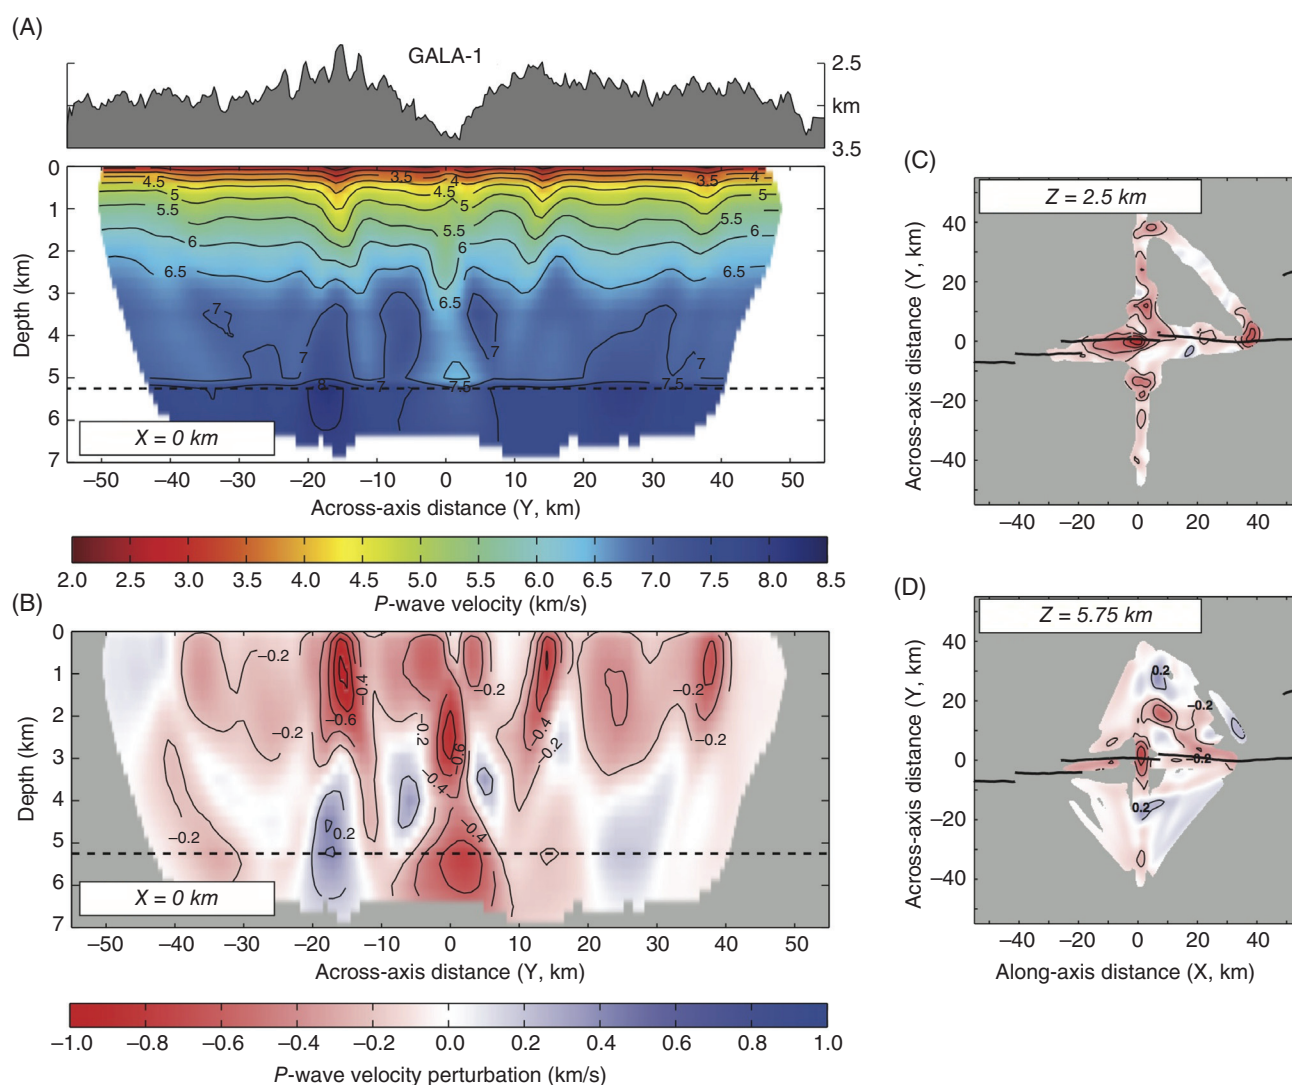 (A)
GALA-1
2.5
km
3.5
0
1
2
3
4
5
6
7
Depth (km)
3.5
4
4.5
4
3.5
4
4.5
5
5
5
5.5
5.5
5.5
6
6
6
6.5
6.5
6.5
7
7
7
7
8
7.5
7.5
X = 0 km
−50 −40 −30 −20 −10 0 10 20 30 40 50
Across-axis distance (Y, km)
2.0 2.5 3.0 3.5 4.0 4.5 5.0 5.5 6.0 6.5 7.0 7.5 8.0 8.5
P-wave velocity (km/s)
(B)
0
1
2
3
4
5
6
7
Depth (km)
−0.2
−0.4
−0.6
−0.2
−0.2
−0.2
−0.6
−0.4
−0.4
−0.2
−0.2
−0.2
−0.2
0.2
−0.4
X = 0 km
−50 −40 −30 −20 −10 0 10 20 30 40 50
Across-axis distance (Y, km)
−1.0 −0.8 −0.6 −0.4 −0.2 0.0 0.2 0.4 0.6 0.8 1.0
P-wave velocity perturbation (km/s)
(C)
Z = 2.5 km
40
20
0
−20
−40
Across-axis distance (Y, km)
−40 −20 0 20 40
(D)
Z = 5.75 km
40
20
0
−20
−40
Across-axis distance (Y, km)
0.2
−0.2
−0.2
0.2
−40 −20 0 20 40
Along-axis distance (X, km)